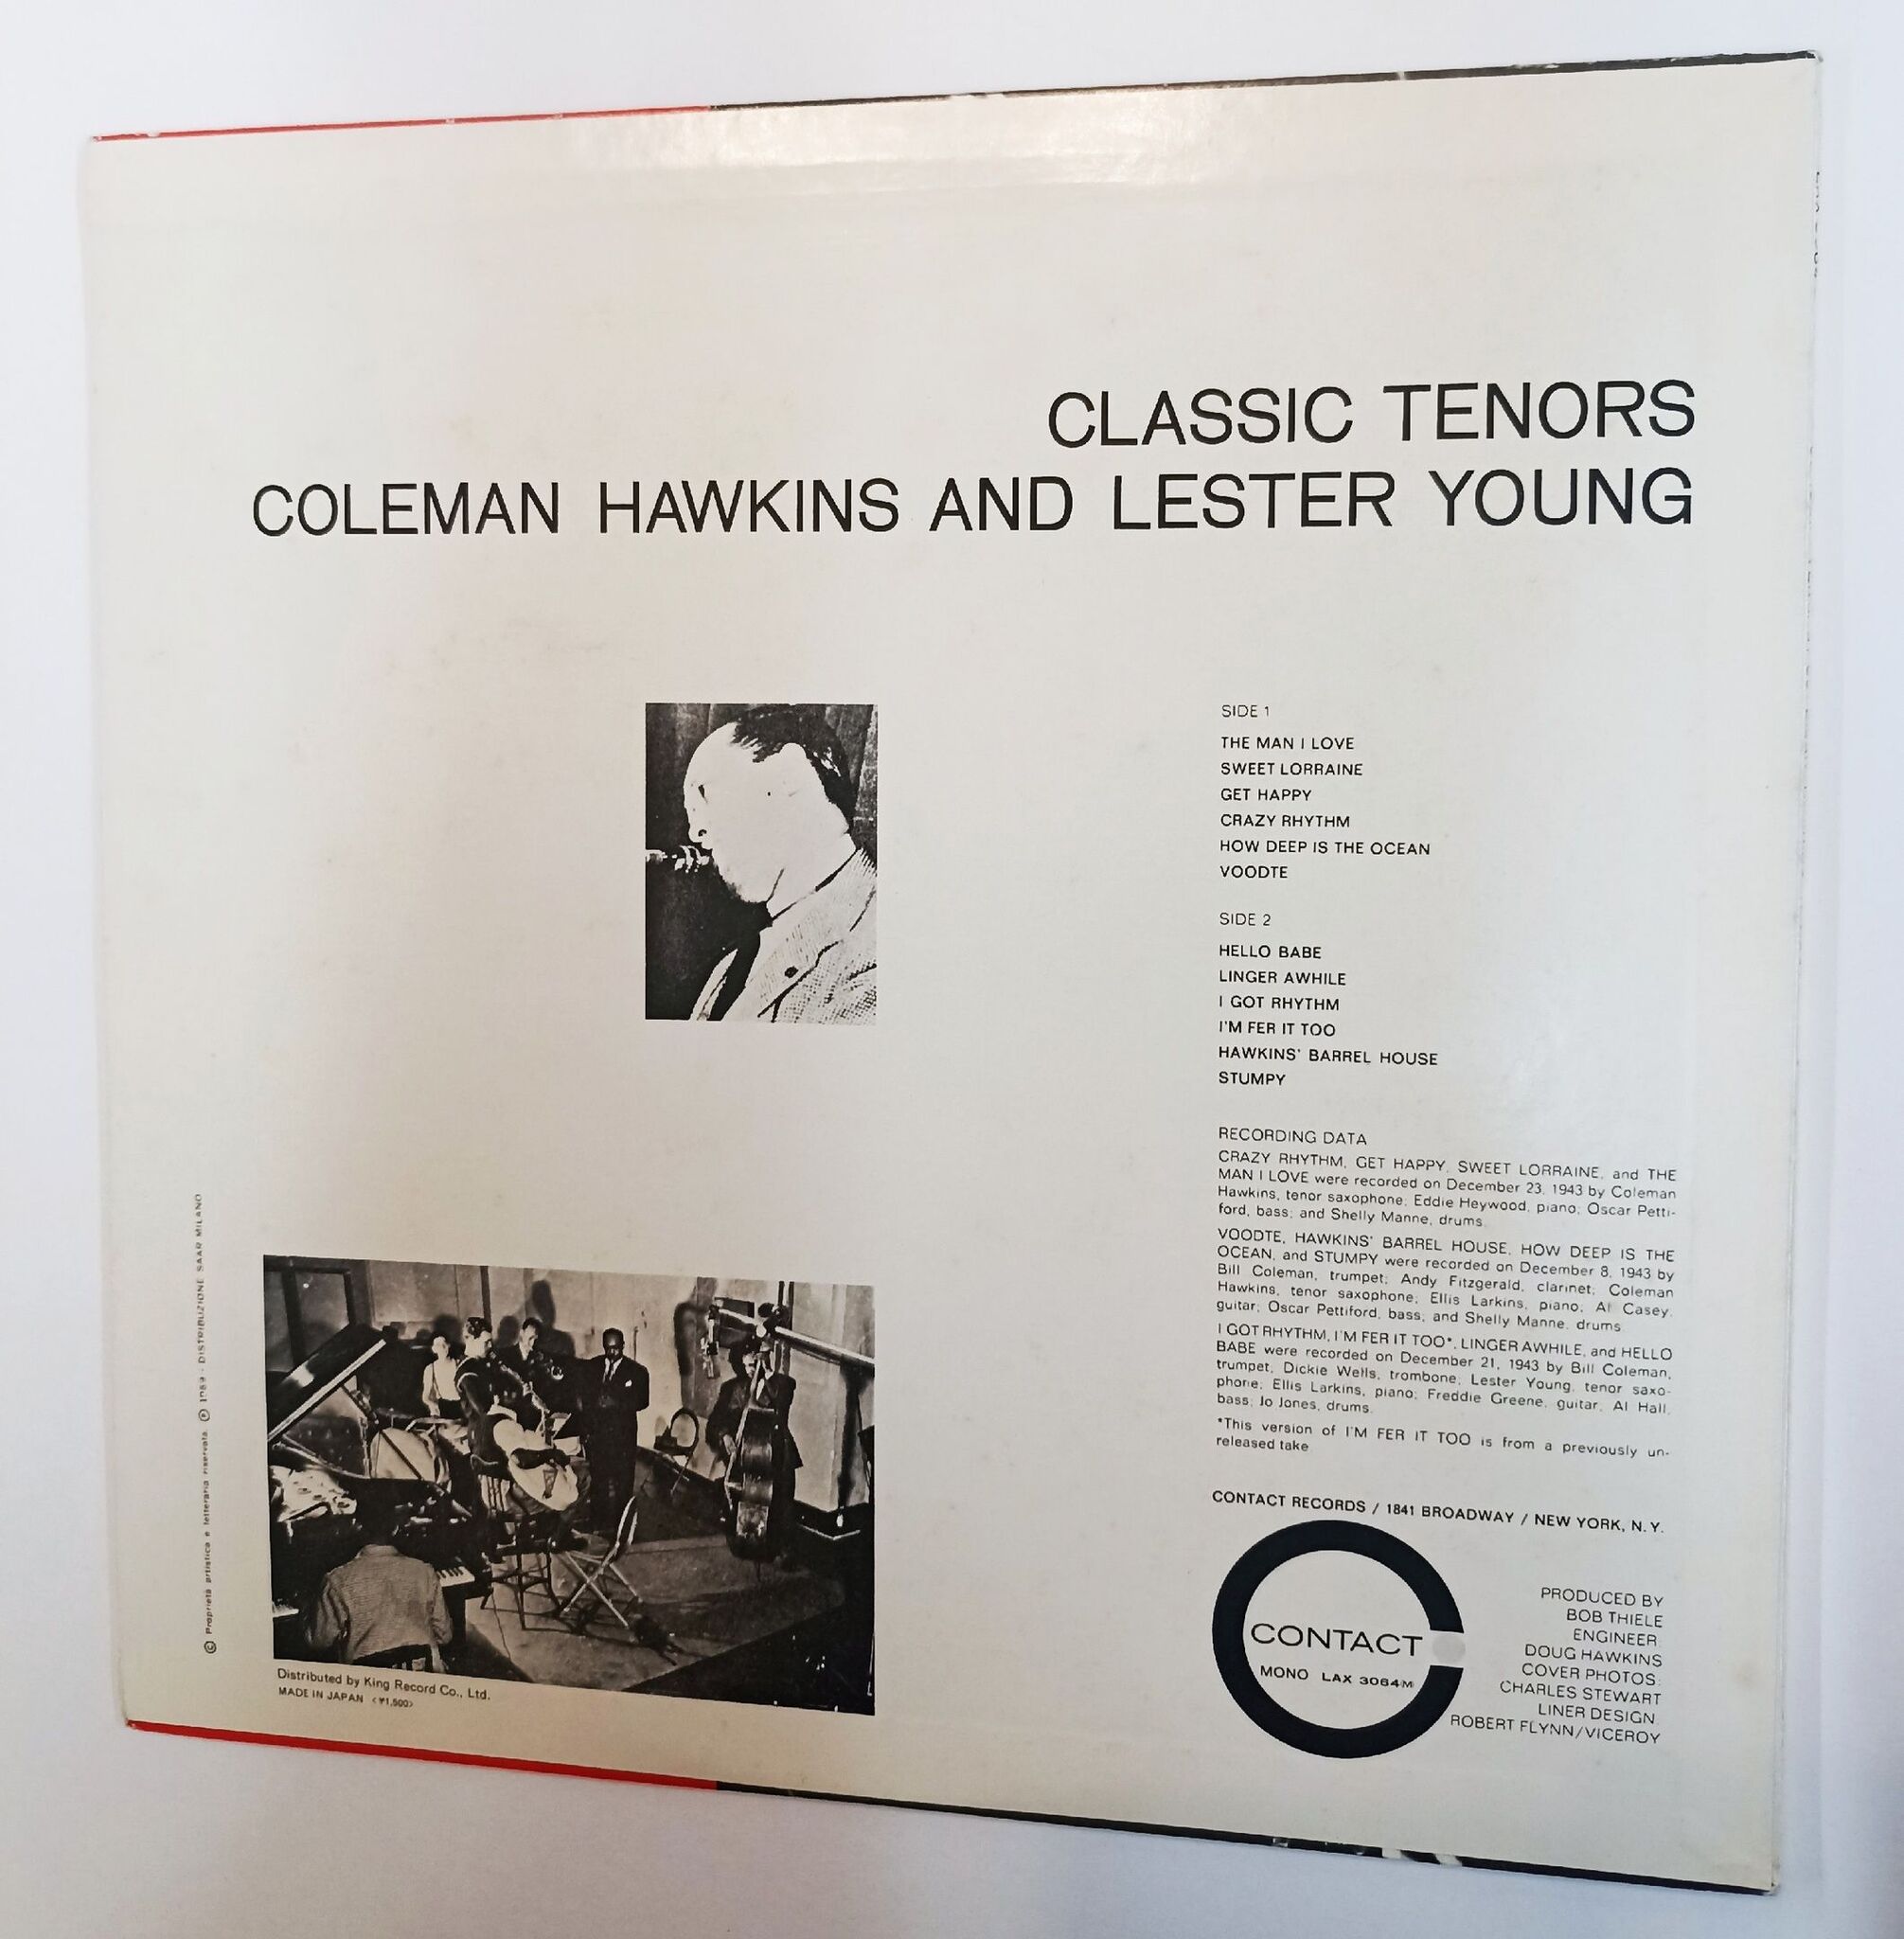 CLASSIC TENORS
COLEMAN HAWKINS AND LESTER YOUNG
SIDE 1
THE MAN I LOVE
SWEET LORRAINE
GET HAPPY
CRAZY RHYTHM
HOW DEEP IS THE OCEAN
VOODTE
SIDE 2
HELLO BABE
LINGER AWHILE
I GOT RHYTHM
I'M FER IT TOO
HAWKINS' BARREL HOUSE
STUMPY
RECORDING DATA
CRAZY RHYTHM, GET HAPPY, SWEET LORRAINE, and THE
MAN I LOVE were recorded on December 23, 1943 by Coleman
Hawkins, tenor saxophone; Eddie Heywood, piano; Oscar Petti-
ford, bass; and Shelly Manne, drums.
VOODTE, HAWKINS' BARREL HOUSE, HOW DEEP IS THE
OCEAN, and STUMPY were recorded on December 8, 1943 by
Bill Coleman, trumpet; Andy Fitzgerald, clarinet; Coleman
Hawkins, tenor saxophone; Ellis Larkins, piano; Al Casey,
guitar; Oscar Pettiford, bass; and Shelly Manne, drums
I GOT RHYTHM, I'M FER IT TOO*, LINGER AWHILE, and HELLO
BABE were recorded on December 21, 1943 by Bill Coleman,
trumpet; Dickie Wells, trombone; Lester Young, tenor saxo-
phone; Ellis Larkins, piano; Freddie Greene, guitar; Al Hall,
bass; Jo Jones, drums.
*This version of I'M FER IT TOO is from a previously un-
released take
CONTACT RECORDS / 1841 BROADWAY / NEW YORK, N.Y.
CONTACT
MONO LAX 3064M
PRODUCED BY
BOB THIELE
ENGINEER:
DOUG HAWKINS
COVER PHOTOS:
CHARLES STEWART
LINER DESIGN:
ROBERT FLYNN/VICEROY
Distributed by King Record Co., Ltd.
MADE IN JAPAN <¥1,500>
© Proprietà artistica e letteraria riservata. ℗ 1989 - DISTRIBUZIONE SAAR MILANO